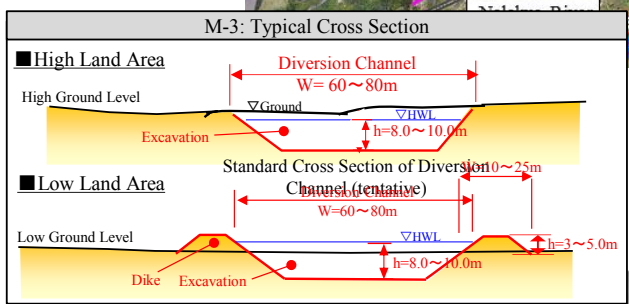 M-3: Typical Cross Section
■High Land Area
Diversion Channel
W= 60～80m
High Ground Level
▽Ground
▽HWL
Excavation
h=8.0～10.0m
Standard Cross Section of Diversion
Channel (tentative)
W=10～25m
■Low Land Area
Diversion Channel
W=60～80m
Low Ground Level
▽HWL
h=3～5.0m
h=8.0～10.0m
Dike
Excavation